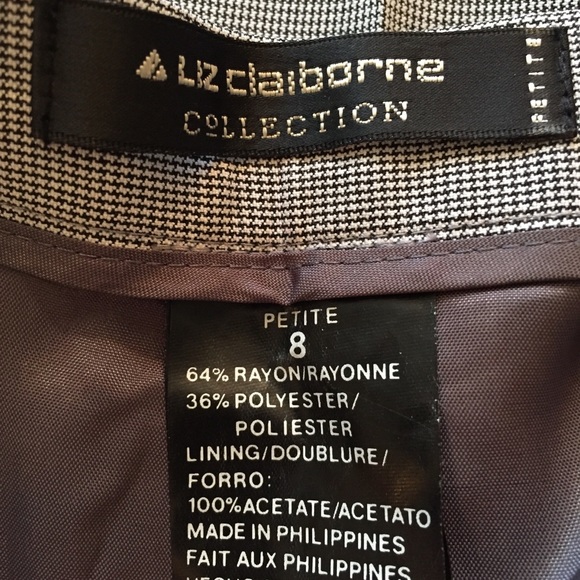 Liz claiborne
COLLECTION
PETITE
PETITE
8
64% RAYON/RAYONNE
36% POLYESTER/
POLIESTER
LINING/DOUBLURE/
FORRO:
100% ACETATE/ACETATO
MADE IN PHILIPPINES
FAIT AUX PHILIPPINES